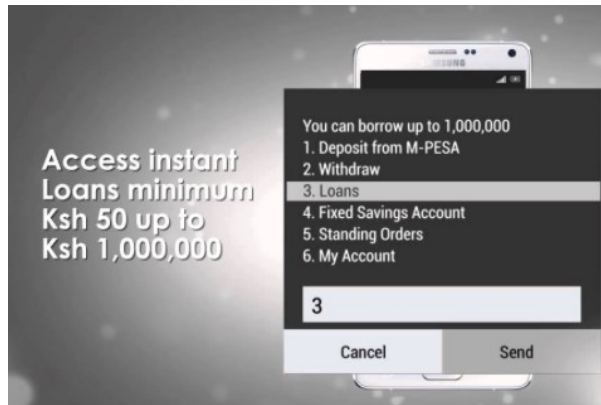 Access instant
Loans minimum
Ksh 50 up to
Ksh 1,000,000
SAMSUNG
You can borrow up to 1,000,000
1. Deposit from M-PESA
2. Withdraw
3. Loans
4. Fixed Savings Account
5. Standing Orders
6. My Account
3
Cancel
Send